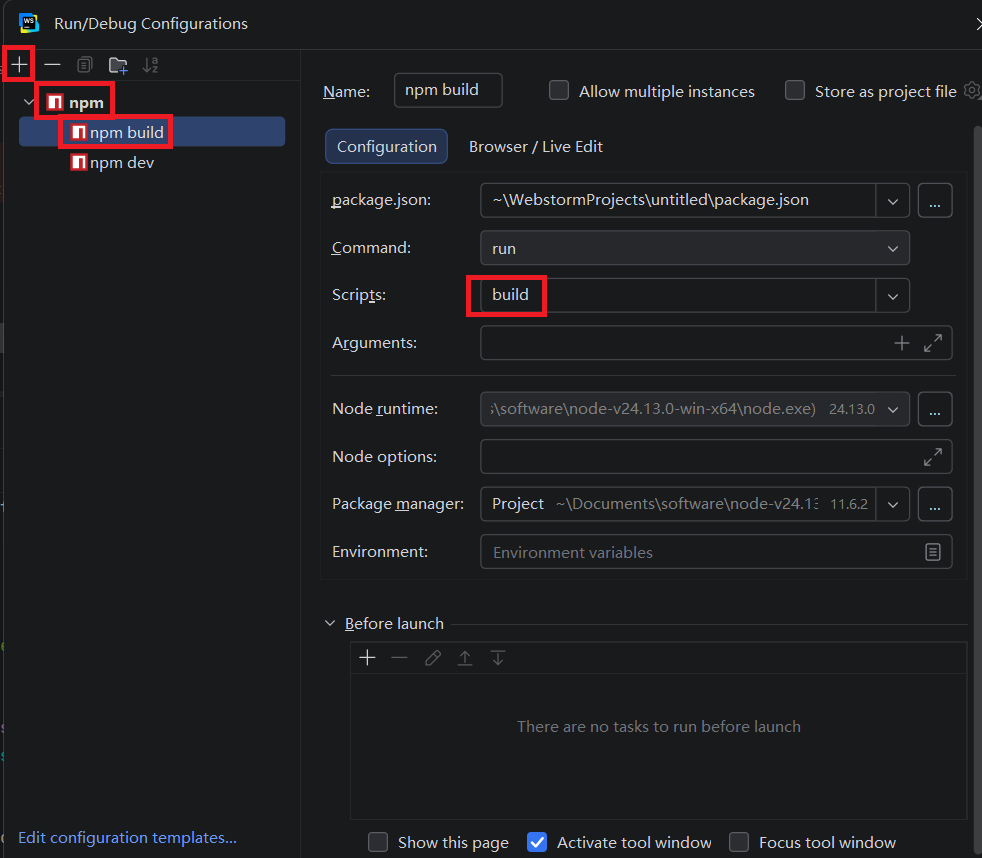 WS
Run/Debug Configurations
npm
npm build
npm dev
Edit configuration templates...
Name:
npm build
Allow multiple instances
Store as project file
Configuration
Browser / Live Edit
package.json:
~\WebstormProjects\untitled\package.json
...
Command:
run
Scripts:
build
Arguments:
Node runtime:
\software\node-v24.13.0-win-x64\node.exe) 24.13.0
...
Node options:
Package manager:
Project ~\Documents\software\node-v24.13 11.6.2
...
Environment:
Environment variables
Before launch
There are no tasks to run before launch
Show this page
Activate tool window
Focus tool window